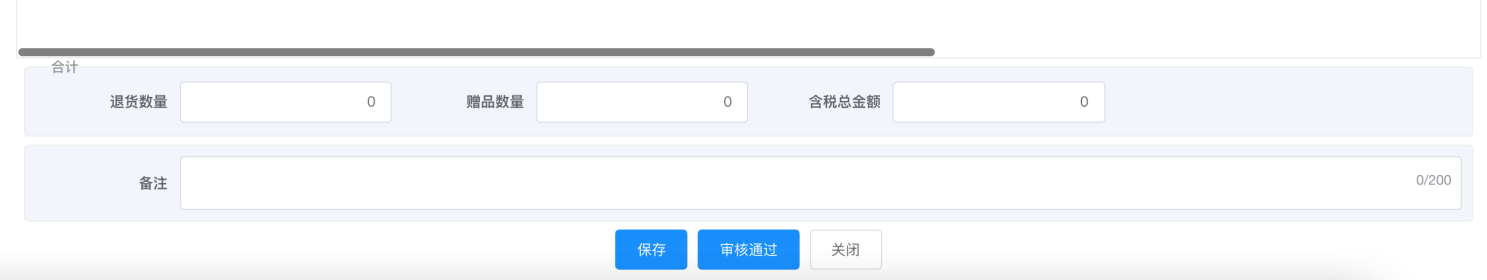 合计
退货数量 0 赠品数量 0 含税总金额 0
备注 0/200
保存 审核通过 关闭